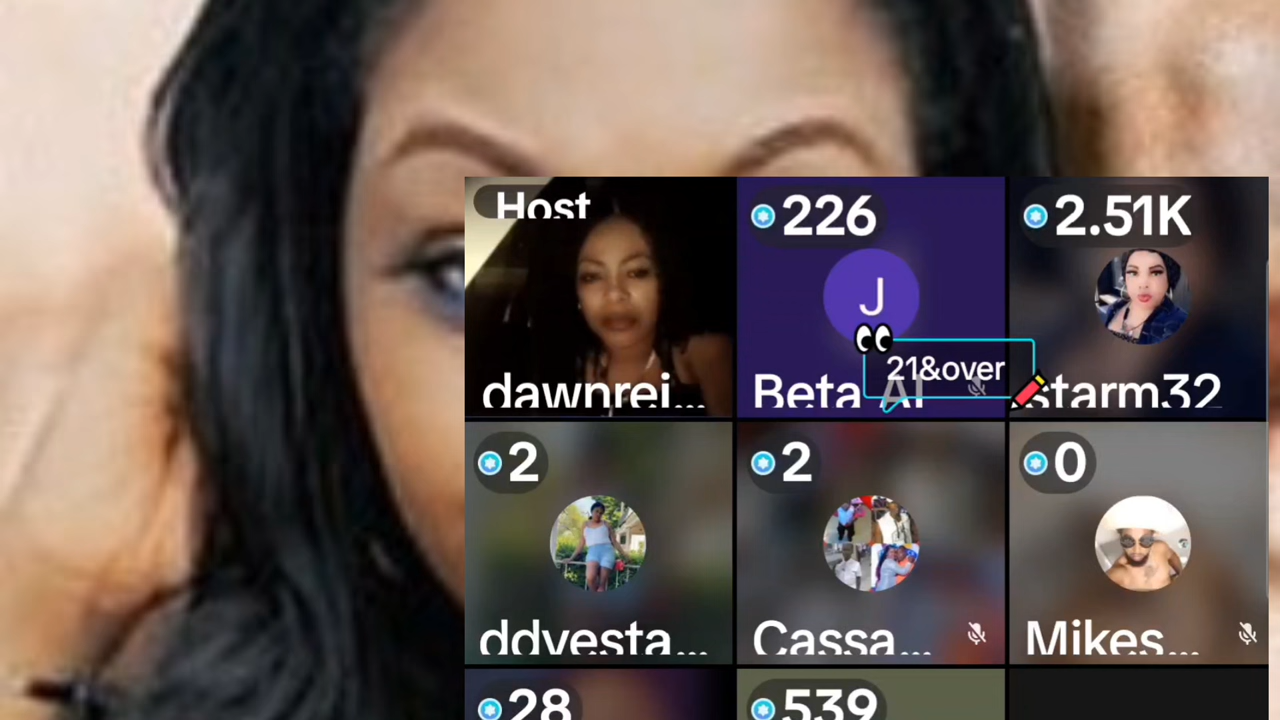 Host
226
2.51K
J
21&over
dawnrei...
Beta AI
starm32
2
2
0
ddvesta...
Cassa...
Mikes...
28
539